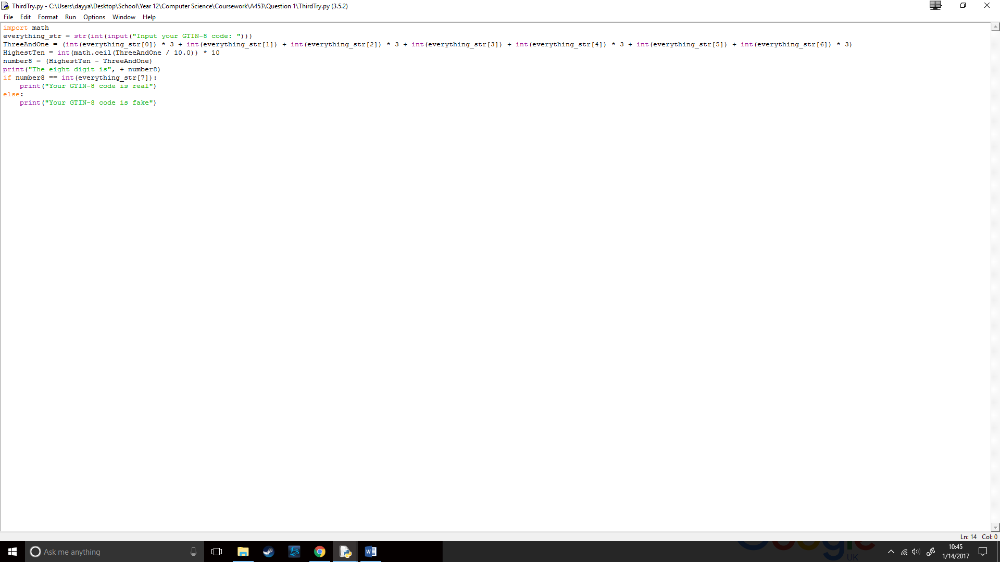 ThirdTry.py - C:\Users\dayya\Desktop\School\Year 12\Computer Science\Coursework\A453\Question 1\ThirdTry.py (3.5.2)
File Edit Format Run Options Window Help
import math
everything_str = str(int(input("Input your GTIN-8 code: ")))
ThreeAndOne = (int(everything_str[0]) * 3 + int(everything_str[1]) + int(everything_str[2]) * 3 + int(everything_str[3]) + int(everything_str[4]) * 3 + int(everything_str[5]) + int(everything_str[6]) * 3)
HighestTen = int(math.ceil(ThreeAndOne / 10.0)) * 10
number8 = (HighestTen - ThreeAndOne)
print("The eight digit is", + number8)
if number8 == int(everything_str[7]):
    print("Your GTIN-8 code is real")
else:
    print("Your GTIN-8 code is fake")
Ln: 14 Col: 0
Ask me anything
Google
UK
10:45
1/14/2017